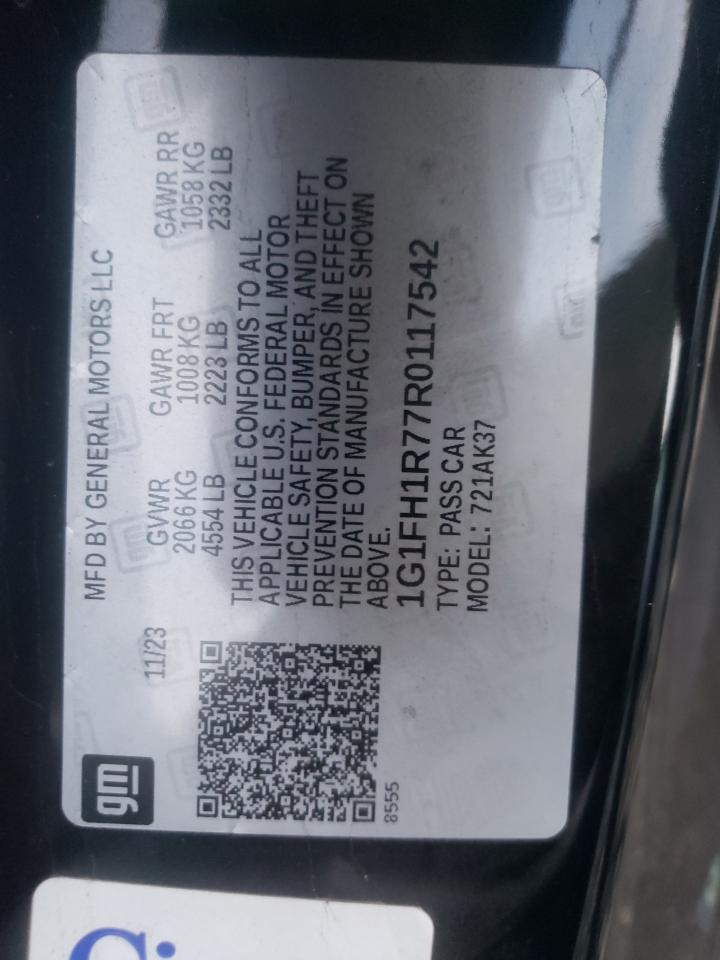 gm
MFD BY GENERAL MOTORS LLC
11/23 GVWR GAWR FRT GAWR RR
2066 KG 1008 KG 1058 KG
4554 LB 2223 LB 2332 LB
THIS VEHICLE CONFORMS TO ALL
APPLICABLE U.S. FEDERAL MOTOR
VEHICLE SAFETY, BUMPER, AND THEFT
PREVENTION STANDARDS IN EFFECT ON
THE DATE OF MANUFACTURE SHOWN
ABOVE.
1G1FH1R77R0117542
TYPE: PASS CAR
MODEL: 721AK37
8555